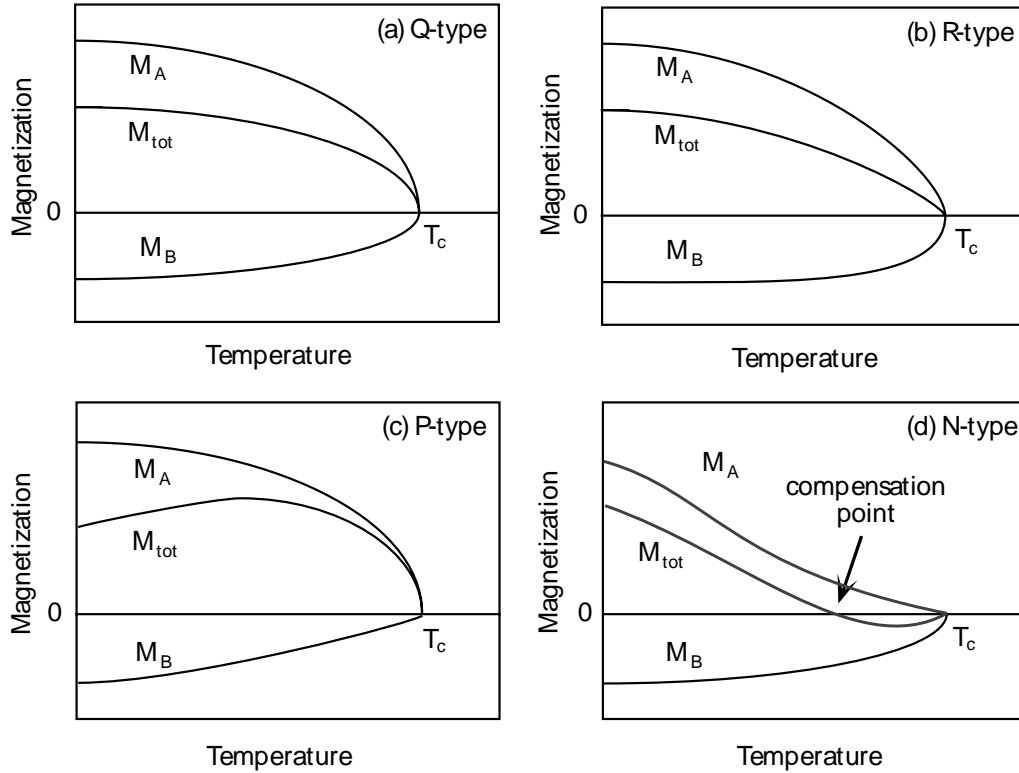 (a) Q-type
M_A
M_tot
Magnetization
0
M_B
T_c
Temperature
(b) R-type
M_A
M_tot
Magnetization
0
M_B
T_c
Temperature
(c) P-type
M_A
M_tot
Magnetization
0
M_B
T_c
Temperature
(d) N-type
M_A
compensation
point
M_tot
Magnetization
0
M_B
T_c
Temperature